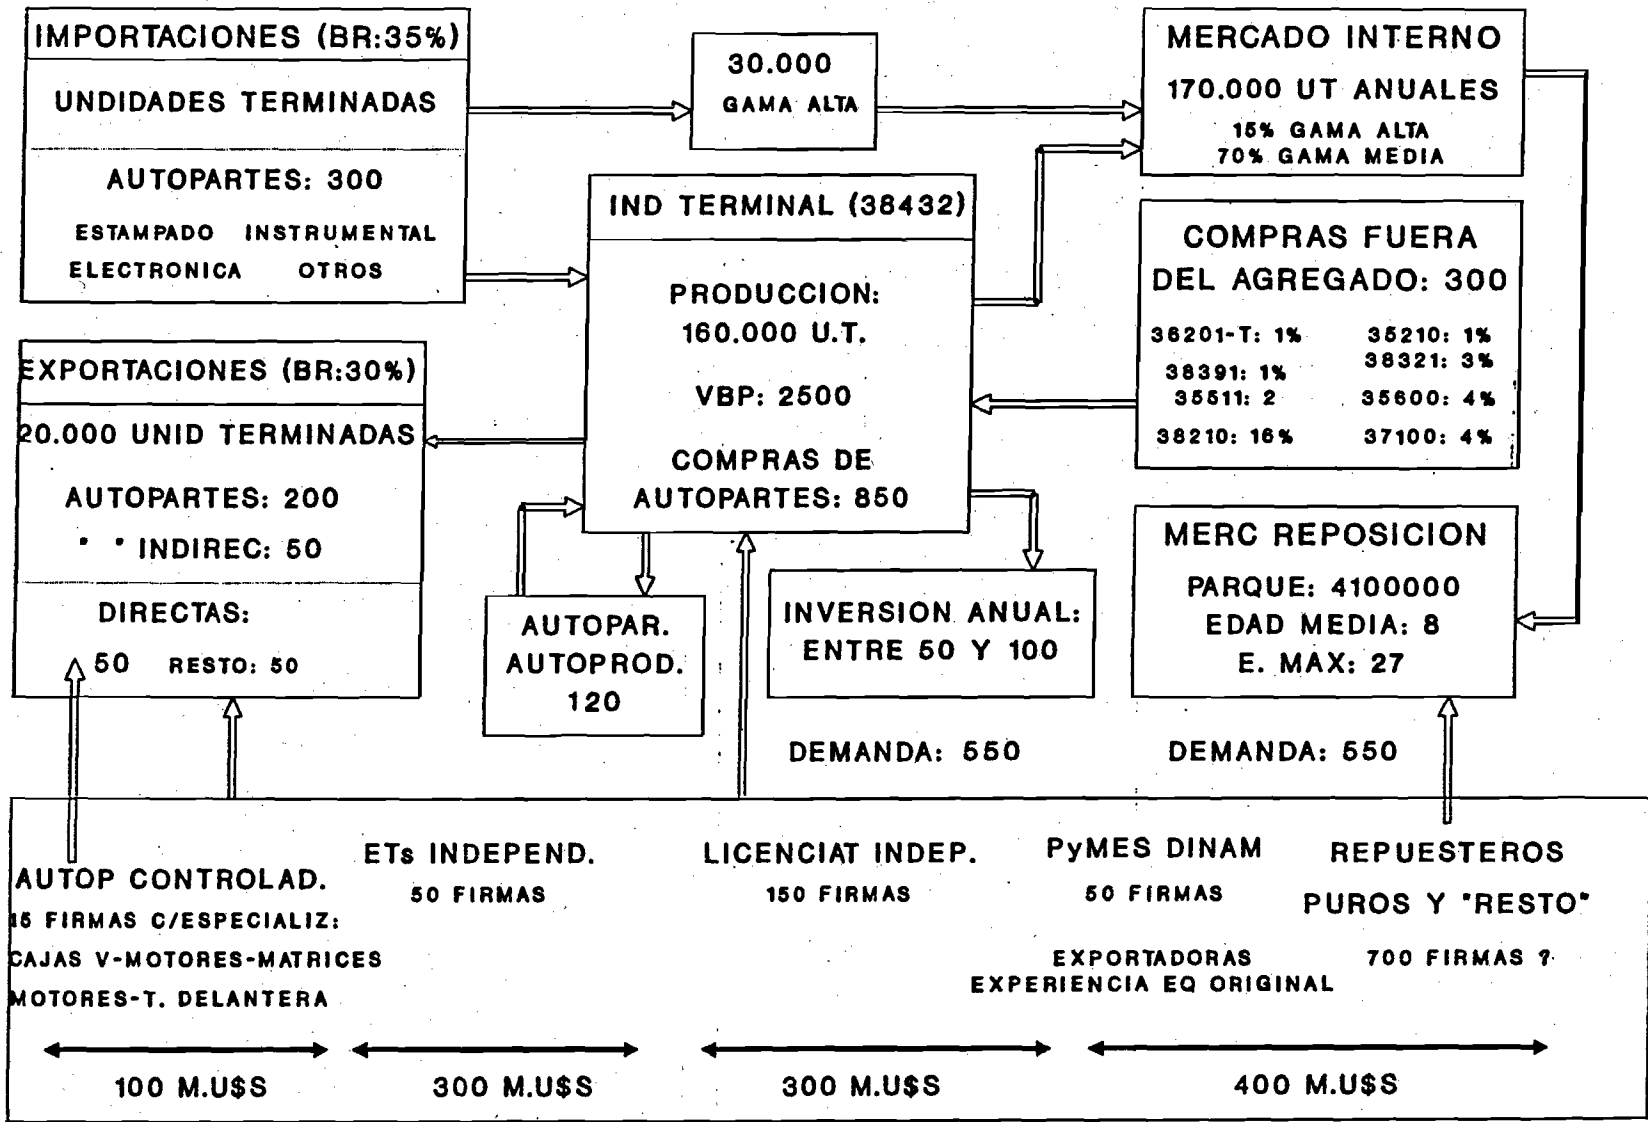 IMPORTACIONES (BR:35%)
UNDIDADES TERMINADAS
AUTOPARTES: 300
ESTAMPADO INSTRUMENTAL
ELECTRONICA OTROS
30.000
GAMA ALTA
MERCADO INTERNO
170.000 UT ANUALES
15% GAMA ALTA
70% GAMA MEDIA
IND TERMINAL (38432)
PRODUCCION:
160.000 U.T.
VBP: 2500
COMPRAS DE
AUTOPARTES: 850
COMPRAS FUERA
DEL AGREGADO: 300
36201-T: 1% 35210: 1%
38391: 1% 38321: 3%
35511: 2 35600: 4%
38210: 16% 37100: 4%
EXPORTACIONES (BR:30%)
20.000 UNID TERMINADAS
AUTOPARTES: 200
" " INDIREC: 50
DIRECTAS:
50 RESTO: 50
AUTOPAR.
AUTOPROD.
120
INVERSION ANUAL:
ENTRE 50 Y 100
MERC REPOSICION
PARQUE: 4100000
EDAD MEDIA: 8
E. MAX: 27
DEMANDA: 550
DEMANDA: 550
AUTOP CONTROLAD.
15 FIRMAS C/ESPECIALIZ:
CAJAS V-MOTORES-MATRICES
MOTORES-T. DELANTERA
ETs INDEPEND.
50 FIRMAS
LICENCIAT INDEP.
150 FIRMAS
PyMES DINAM
50 FIRMAS
EXPORTADORAS
EXPERIENCIA EQ ORIGINAL
REPUESTEROS
PUROS Y "RESTO"
700 FIRMAS ?
100 M.U$S
300 M.U$S
300 M.U$S
400 M.U$S